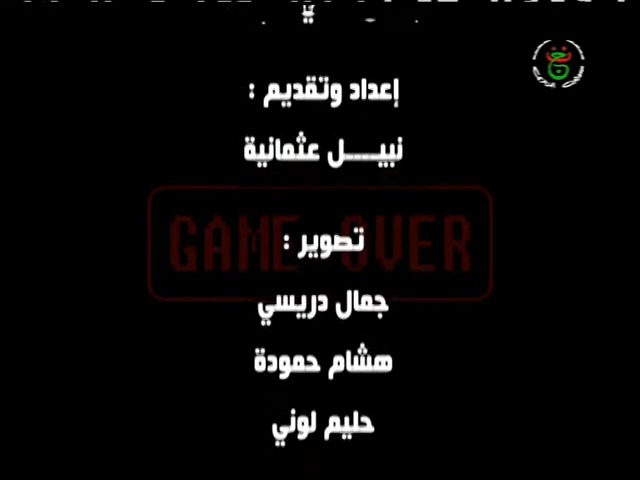 إعداد وتقديم :
نبيـــل عثمانية
تصوير :
GAME OVER
جمال دريسي
هشام حمودة
حليم لوني